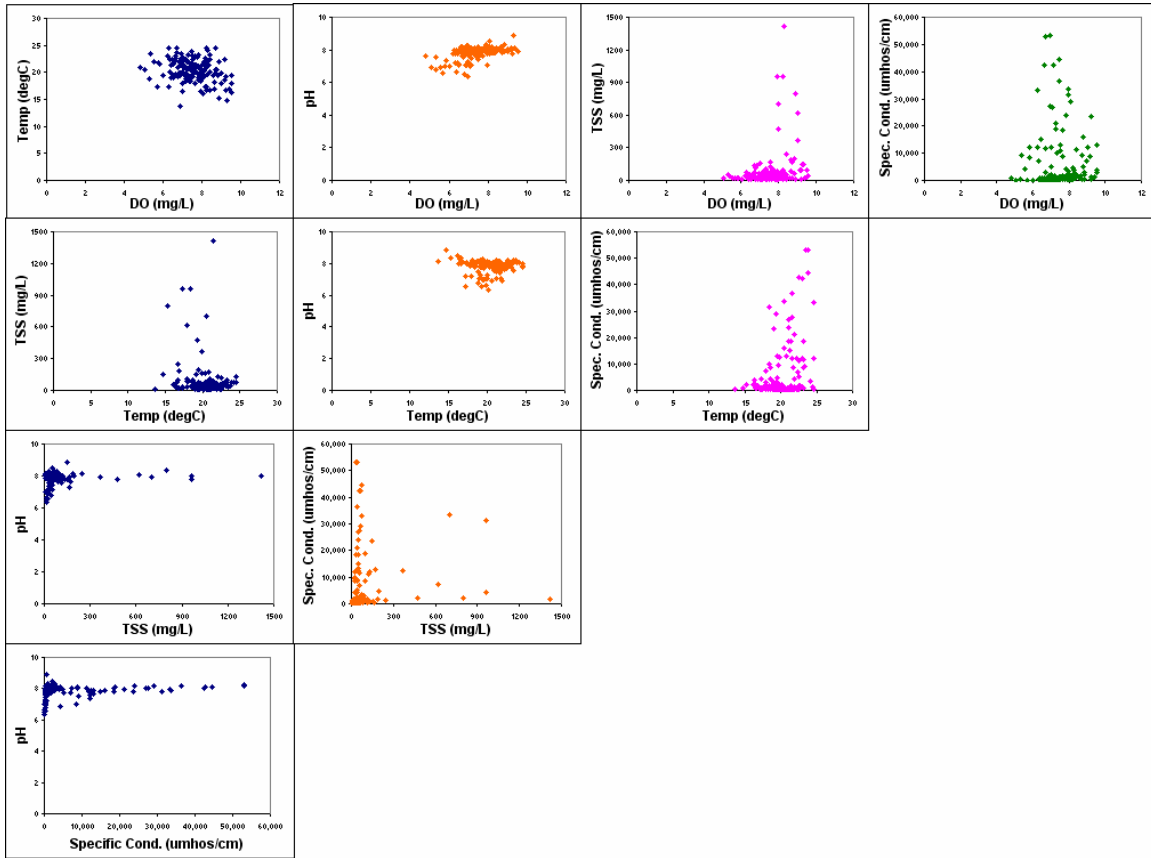 Temp (degC)
30
25
20
15
10
5
0
0 2 4 6 8 10 12
DO (mg/L)
pH
10
8
6
4
2
0
0 2 4 6 8 10 12
DO (mg/L)
TSS (mg/L)
1500
1200
900
600
300
0
0 2 4 6 8 10 12
DO (mg/L)
Spec. Cond. (umhos/cm)
60,000
50,000
40,000
30,000
20,000
10,000
0
0 2 4 6 8 10 12
DO (mg/L)
TSS (mg/L)
1500
1200
900
600
300
0
0 5 10 15 20 25 30
Temp (degC)
pH
10
8
6
4
2
0
0 5 10 15 20 25 30
Temp (degC)
Spec. Cond. (umhos/cm)
60,000
50,000
40,000
30,000
20,000
10,000
0
0 5 10 15 20 25 30
Temp (degC)
pH
10
8
6
4
2
0
0 300 600 900 1200 1500
TSS (mg/L)
Spec. Cond. (umhos/cm)
60,000
50,000
40,000
30,000
20,000
10,000
0
0 300 600 900 1200 1500
TSS (mg/L)
pH
10
8
6
4
2
0
0 10,000 20,000 30,000 40,000 50,000 60,000
Specific Cond. (umhos/cm)